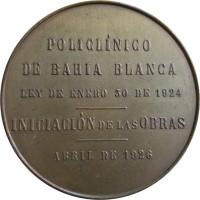 POLICLÍNICO
DE BAHIA BLANCA
LEY DE ENERO 30 DE 1924
INICIACIÓN DE LAS OBRAS
ABRIL DE 1926